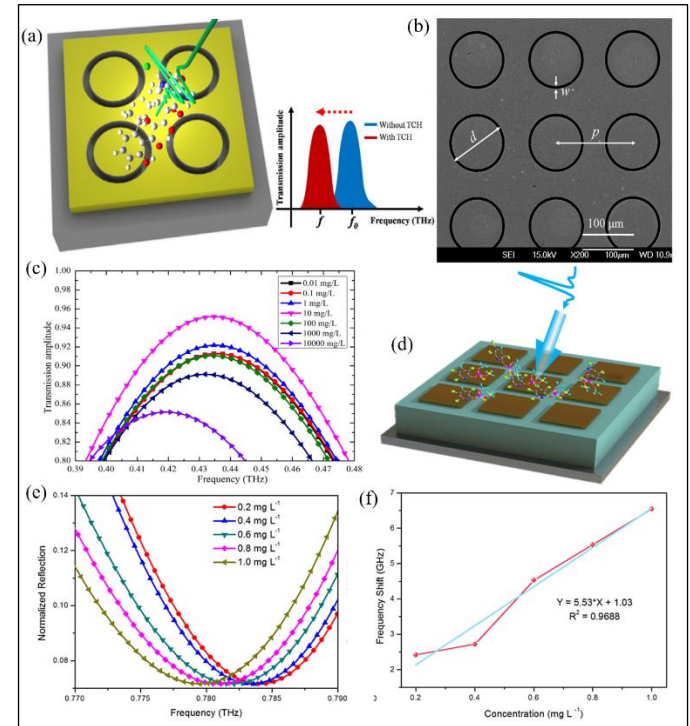 (a)
Transmission amplitude
Without TCH
With TCH
f
f0
Frequency (THz)
(b)
w
d
p
100 μm
SEI 15.0kV X200 100μm WD 10.9
(c)
Transmission amplitude
1.00
0.98
0.96
0.94
0.92
0.90
0.88
0.86
0.84
0.82
0.80
0.01 mg/L
0.1 mg/L
1 mg/L
10 mg/L
100 mg/L
1000 mg/L
10000 mg/L
0.39 0.40 0.41 0.42 0.43 0.44 0.45 0.46 0.47 0.48
Frequency (THz)
(d)
(e)
Normalized Reflection
0.14
0.12
0.10
0.08
0.2 mg L-1
0.4 mg L-1
0.6 mg L-1
0.8 mg L-1
1.0 mg L-1
0.770 0.775 0.780 0.785 0.790
Frequency (THz)
(f)
Frequency Shift (GHz)
7
6
5
4
3
2
Y = 5.53*X + 1.03
R2 = 0.9688
0.2 0.4 0.6 0.8 1.0
Concentration (mg L-1)